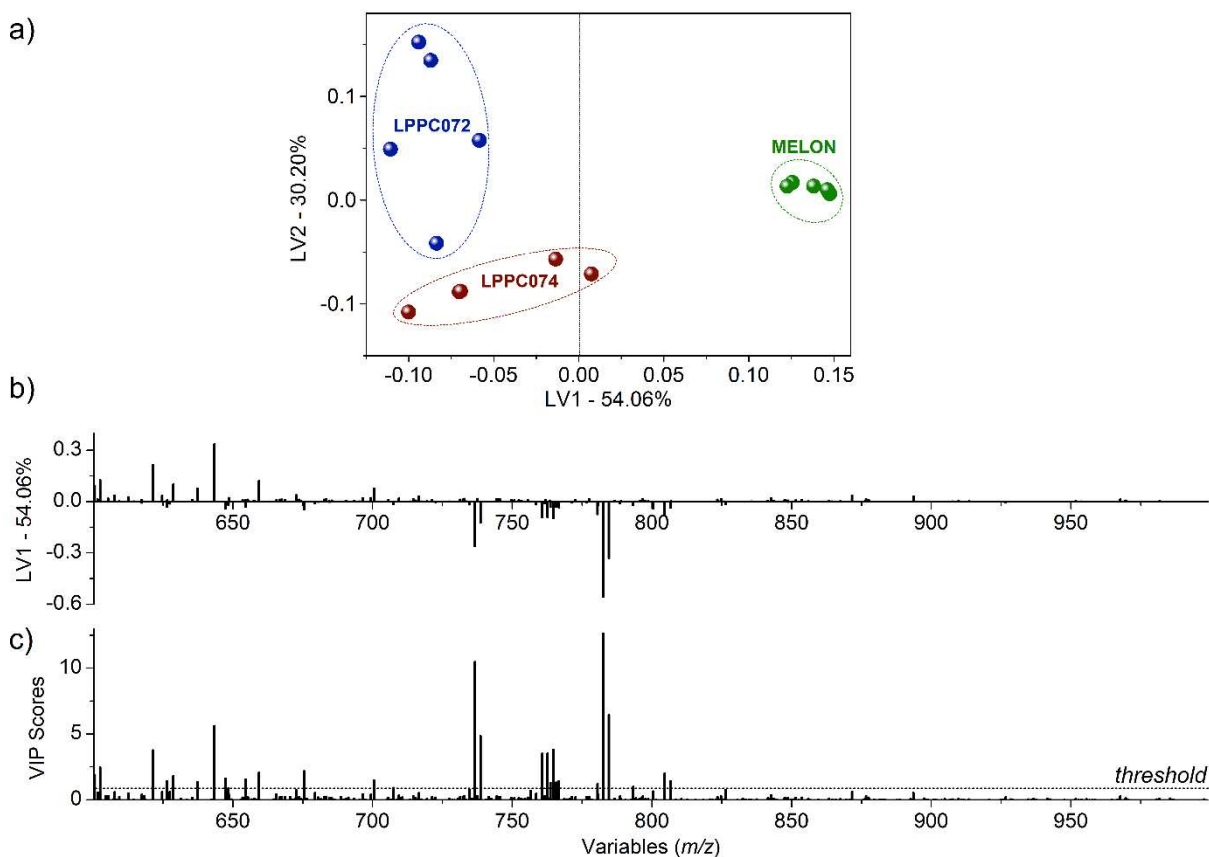 a)
LV2 - 30.20%
0.1
0.0
-0.1
LPPC072
MELON
LPPC074
-0.10 -0.05 0.00 0.05 0.10 0.15
LV1 - 54.06%
b)
LV1 - 54.06%
0.3
0.0
-0.3
-0.6
650 700 750 800 850 900 950
c)
VIP Scores
10
5
0
threshold
650 700 750 800 850 900 950
Variables (m/z)